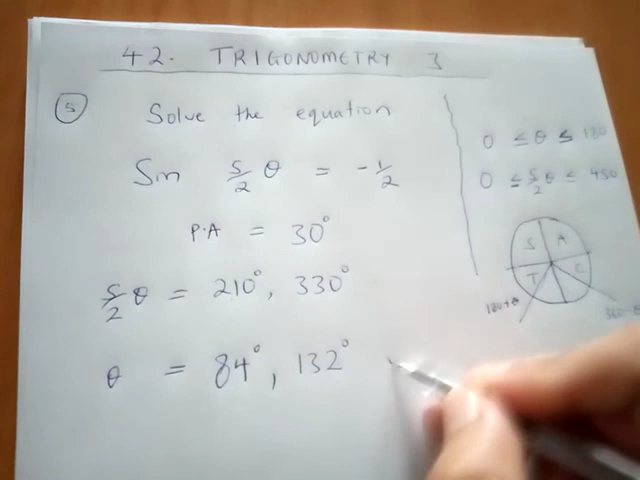 42. TRIGONOMETRY 3
5 Solve the equation
Sin 5/2 θ = -1/2
P.A = 30°
5/2 θ = 210°, 330°
θ = 84°, 132°
0 ≤ θ ≤ 180
0 ≤ 5/2 θ ≤ 450
S A
T C
180+θ
360-θ